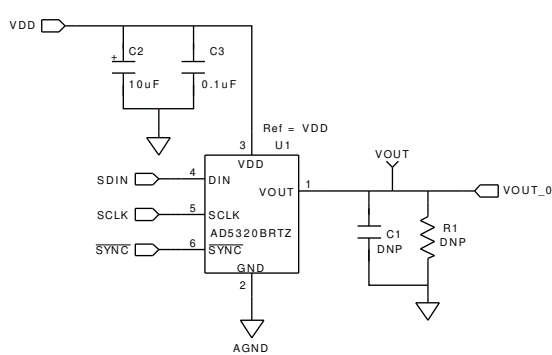 VDD
+
C2
C3
10uF
0.1uF
Ref = VDD
3
U1
VDD
VOUT
SDIN
4
DIN
VOUT
1
VOUT_0
SCLK
5
SCLK
C1
DNP
R1
DNP
AD5320BRTZ
SYNC
6
SYNC
GND
2
AGND